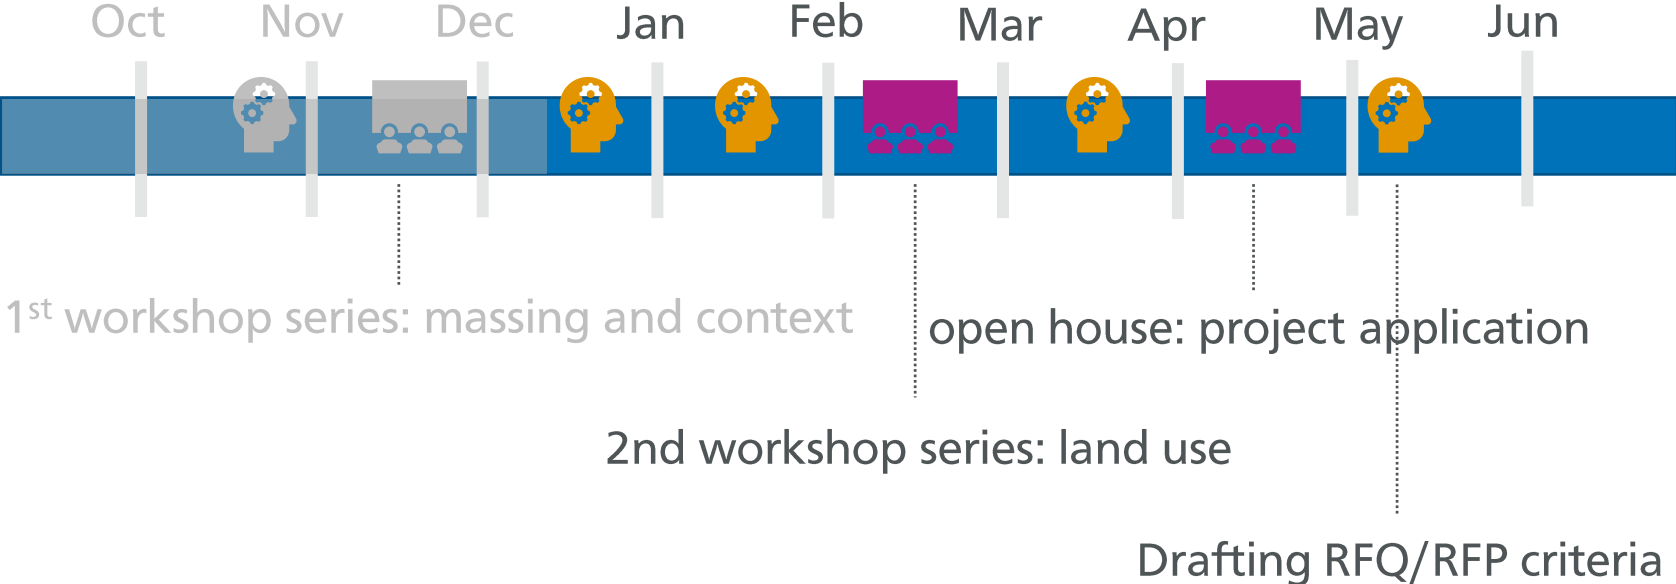 Oct Nov Dec Jan Feb Mar Apr May Jun
1st workshop series: massing and context
open house: project application
2nd workshop series: land use
Drafting RFQ/RFP criteria